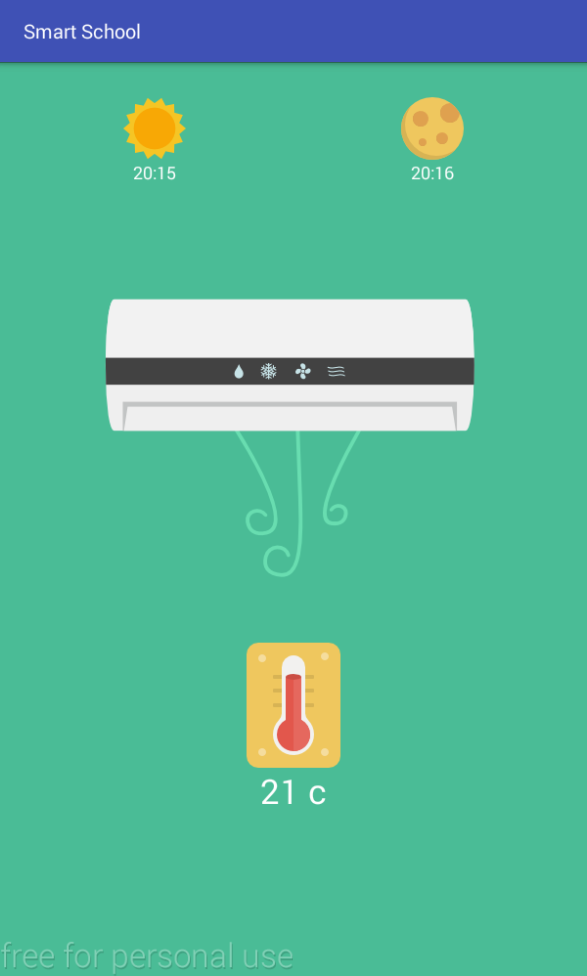 Smart School
20:15
20:16
21 c
free for personal use